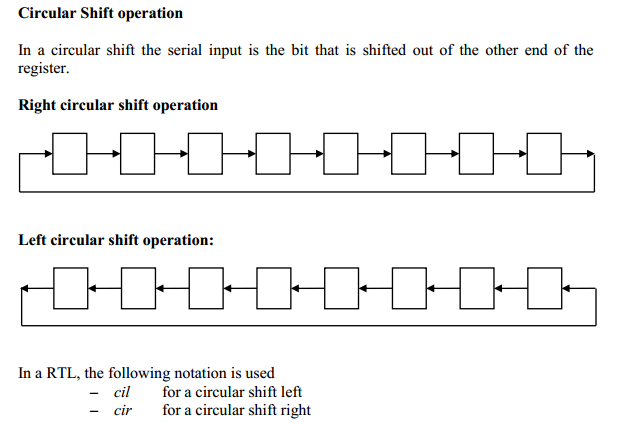 Circular Shift operation
In a circular shift the serial input is the bit that is shifted out of the other end of the
register.
Right circular shift operation
Left circular shift operation:
In a RTL, the following notation is used
– cil for a circular shift left
– cir for a circular shift right